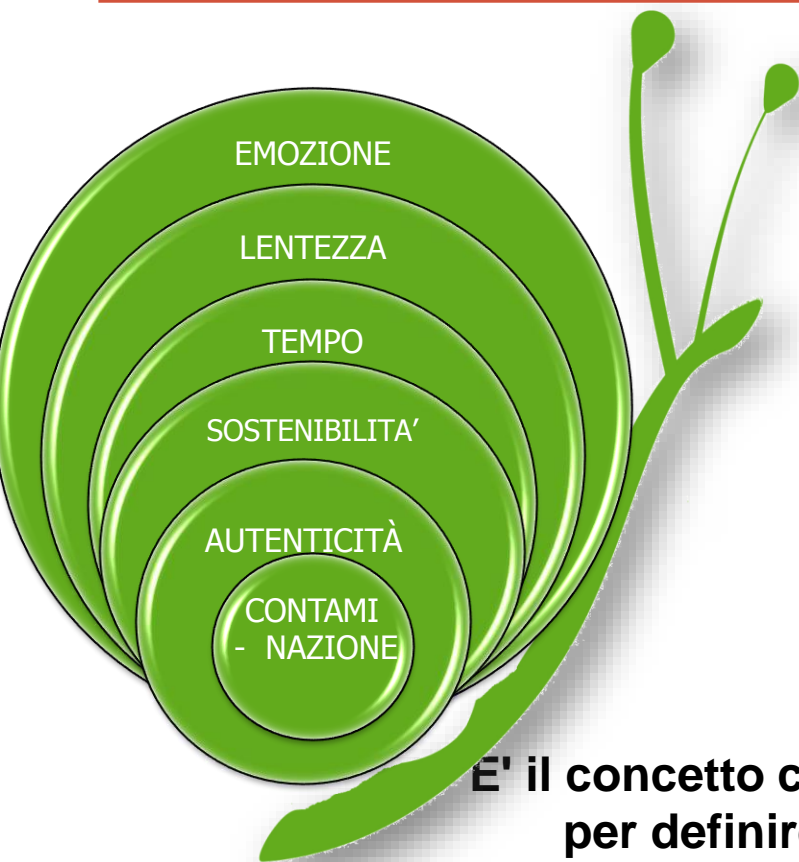 EMOZIONE
LENTEZZA
TEMPO
SOSTENIBILITA’
AUTENTICITÀ
CONTAMI
- NAZIONE
E' il concetto c
per definir